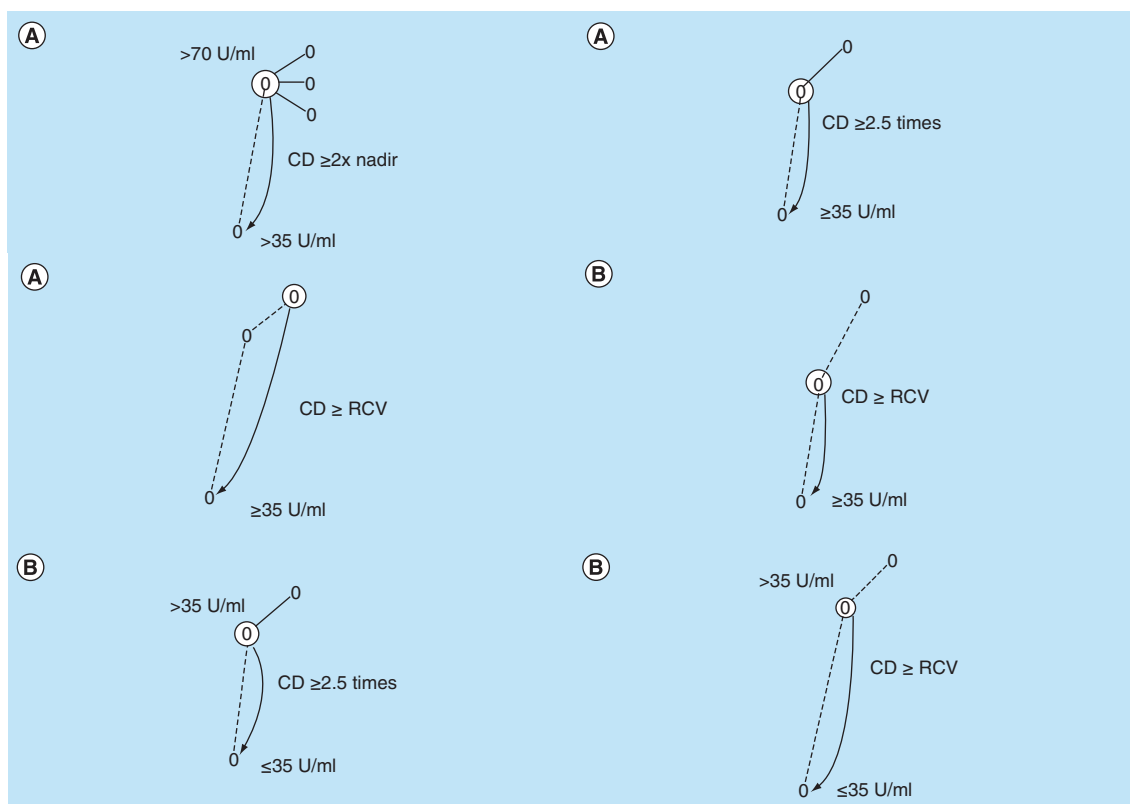 A
>70 U/ml
0
0
0
0
CD ≥2x nadir
0
>35 U/ml
A
0
0
CD ≥2.5 times
0
≥35 U/ml
A
0
0
CD ≥ RCV
0
≥35 U/ml
B
0
0
CD ≥ RCV
0
≥35 U/ml
B
0
>35 U/ml
0
CD ≥2.5 times
0
≤35 U/ml
B
0
>35 U/ml
0
CD ≥ RCV
0
≤35 U/ml